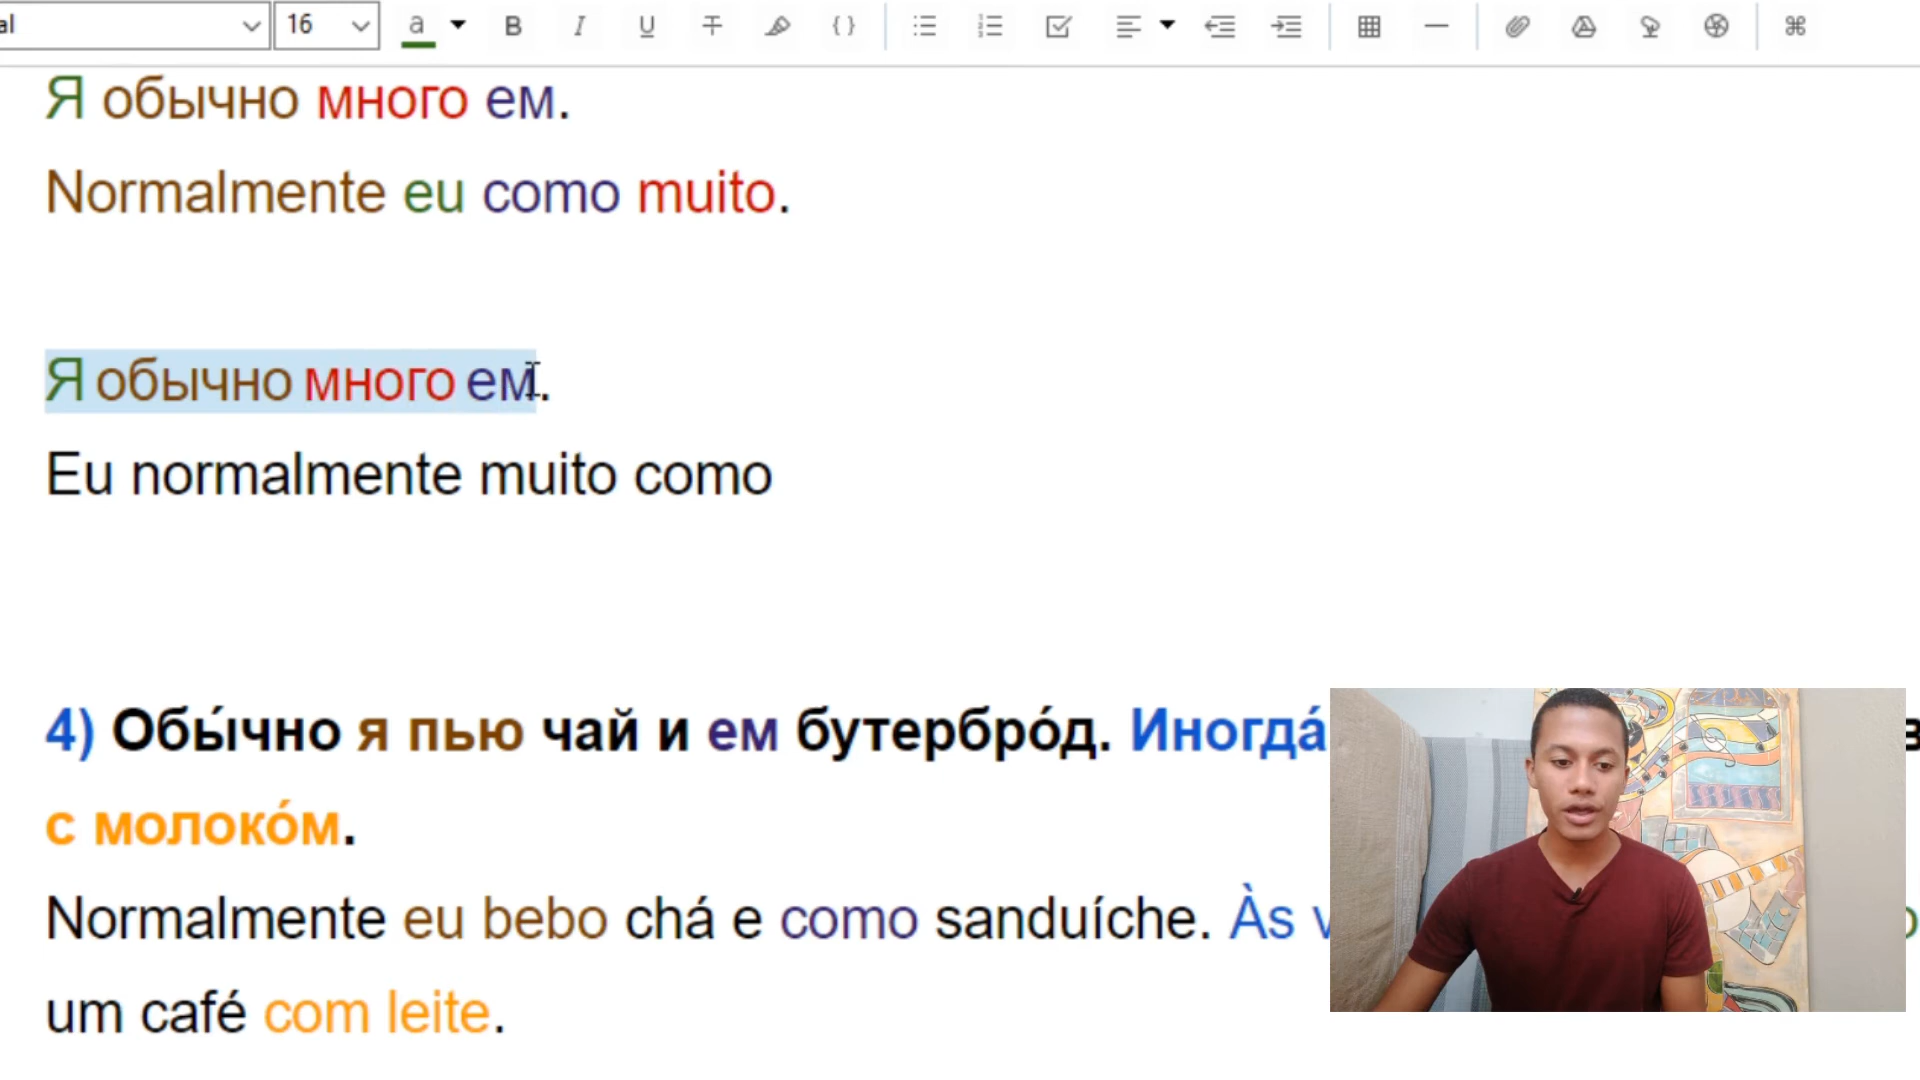 al 16 a B I U T { }
Я обычно много ем.
Normalmente eu como muito.
Я обычно много ем.
Eu normalmente muito como
4) Обы́чно я пью чай и ем бутербро́д. Иногда́
с молоко́м.
Normalmente eu bebo chá e como sanduíche. Às
um café com leite.